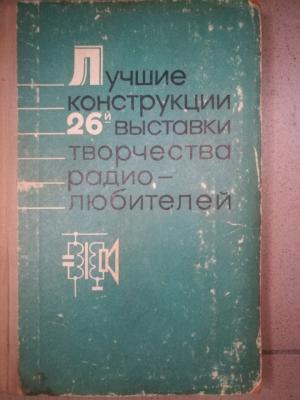 Лучшие
конструкции
26й выставки
творчества
радио-
любителей